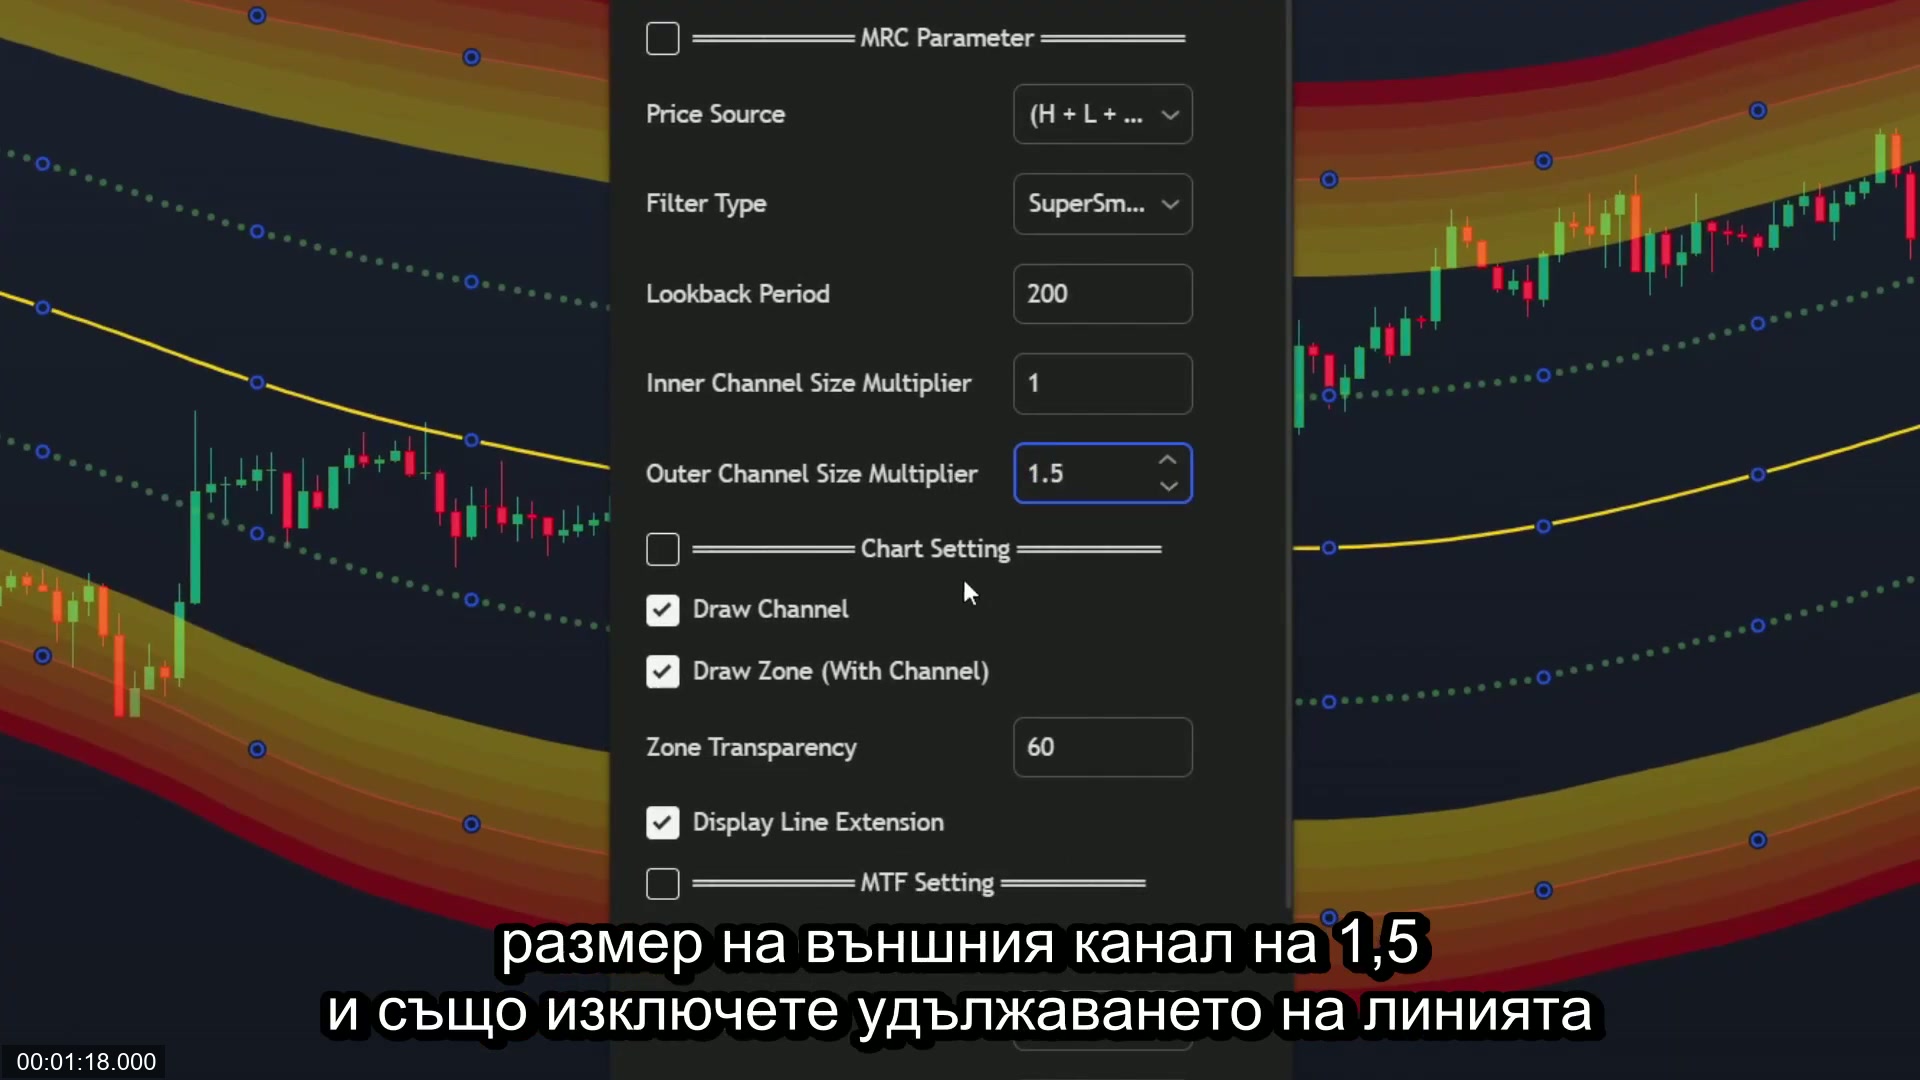 MRC Parameter
Price Source
(H + L + ...
Filter Type
SuperSm...
Lookback Period
200
Inner Channel Size Multiplier
1
Outer Channel Size Multiplier
1.5
Chart Setting
Draw Channel
Draw Zone (With Channel)
Zone Transparency
60
Display Line Extension
MTF Setting
размер на външния канал на 1,5
и също изключете удължаването на линията
00:01:18.000